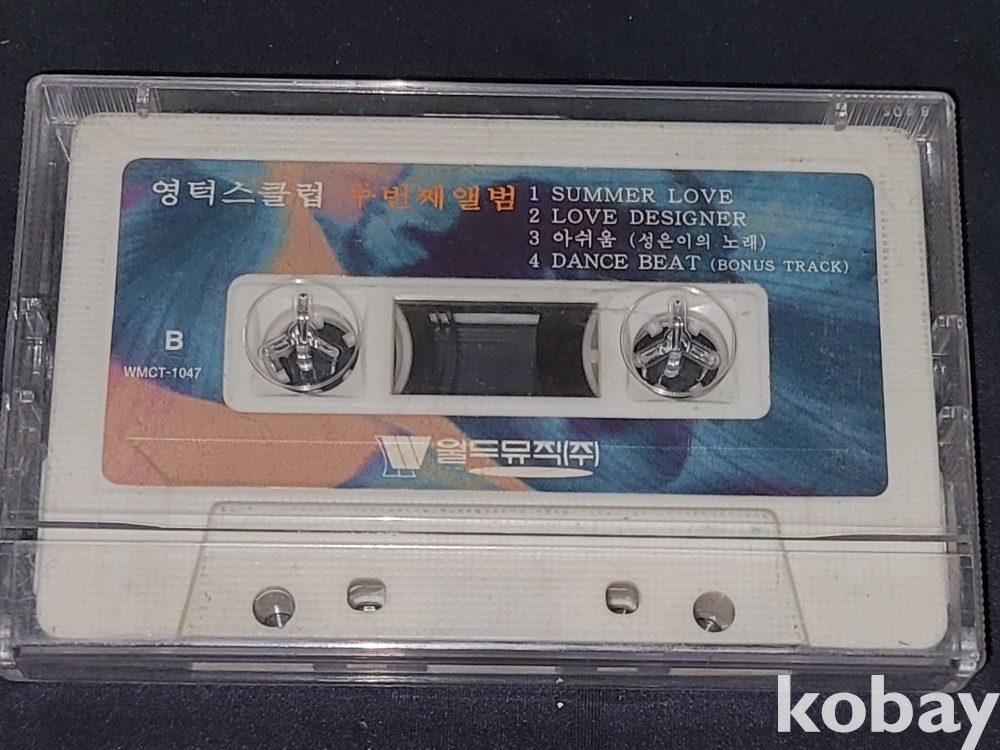 영턱스클럽 두번째앨범
1 SUMMER LOVE
2 LOVE DESIGNER
3 아쉬움 (성은이의 노래)
4 DANCE BEAT (BONUS TRACK)
B
WMCT-1047
월드뮤직(주)
kobay